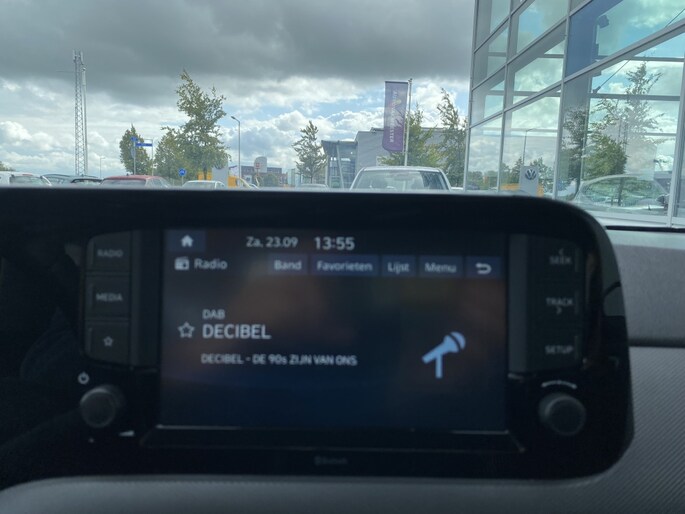 Za, 23.09 13:55
Radio Band Favorieten Lijst Menu
DAB
DECIBEL
DECIBEL - DE 90s ZIJN VAN ONS
RADIO
MEDIA
< SEEK
TRACK >
SETUP